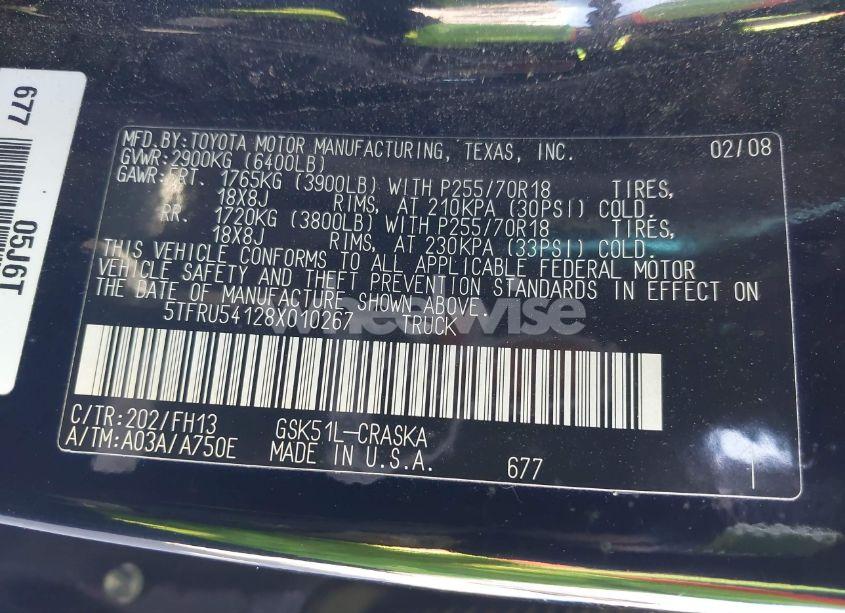 MFD.BY:TOYOTA MOTOR MANUFACTURING, TEXAS, INC. 02/08
GVWR:2900KG (6400LB)
GAWR:FRT. 1765KG (3900LB) WITH P255/70R18 TIRES,
18X8J RIMS, AT 210KPA (30PSI) COLD.
RR. 1720KG (3800LB) WITH P255/70R18 TIRES,
18X8J RIMS, AT 230KPA (33PSI) COLD.
THIS VEHICLE CONFORMS TO ALL APPLICABLE FEDERAL MOTOR
VEHICLE SAFETY AND THEFT PREVENTION STANDARDS IN EFFECT ON
THE DATE OF MANUFACTURE SHOWN ABOVE.
5TFRU54128X010267 TRUCK
C/TR:202/FH13 GSK51L-CRASKA
A/TM:A03A/A750E MADE IN U.S.A. 677
677
05J6T
wheelwise